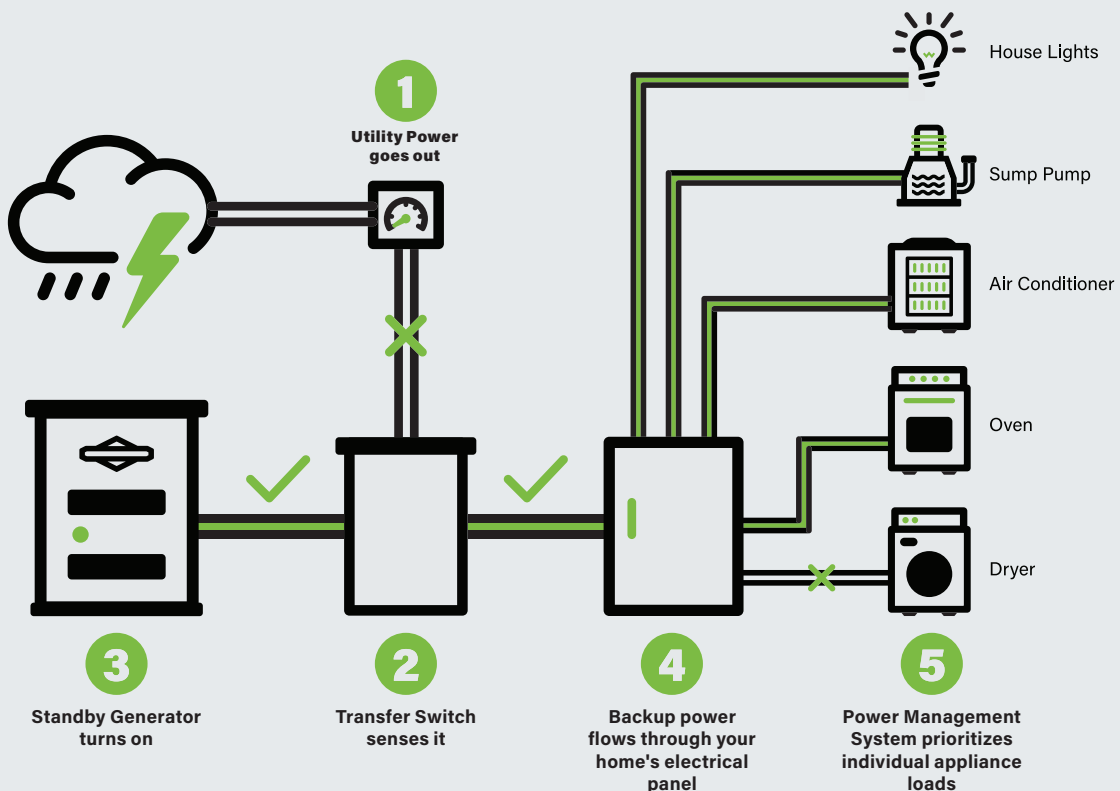 1
Utility Power
goes out
House Lights
Sump Pump
Air Conditioner
Oven
Dryer
3
Standby Generator
turns on
2
Transfer Switch
senses it
4
Backup power
flows through your
home's electrical
panel
5
Power Management
System prioritizes
individual appliance
loads